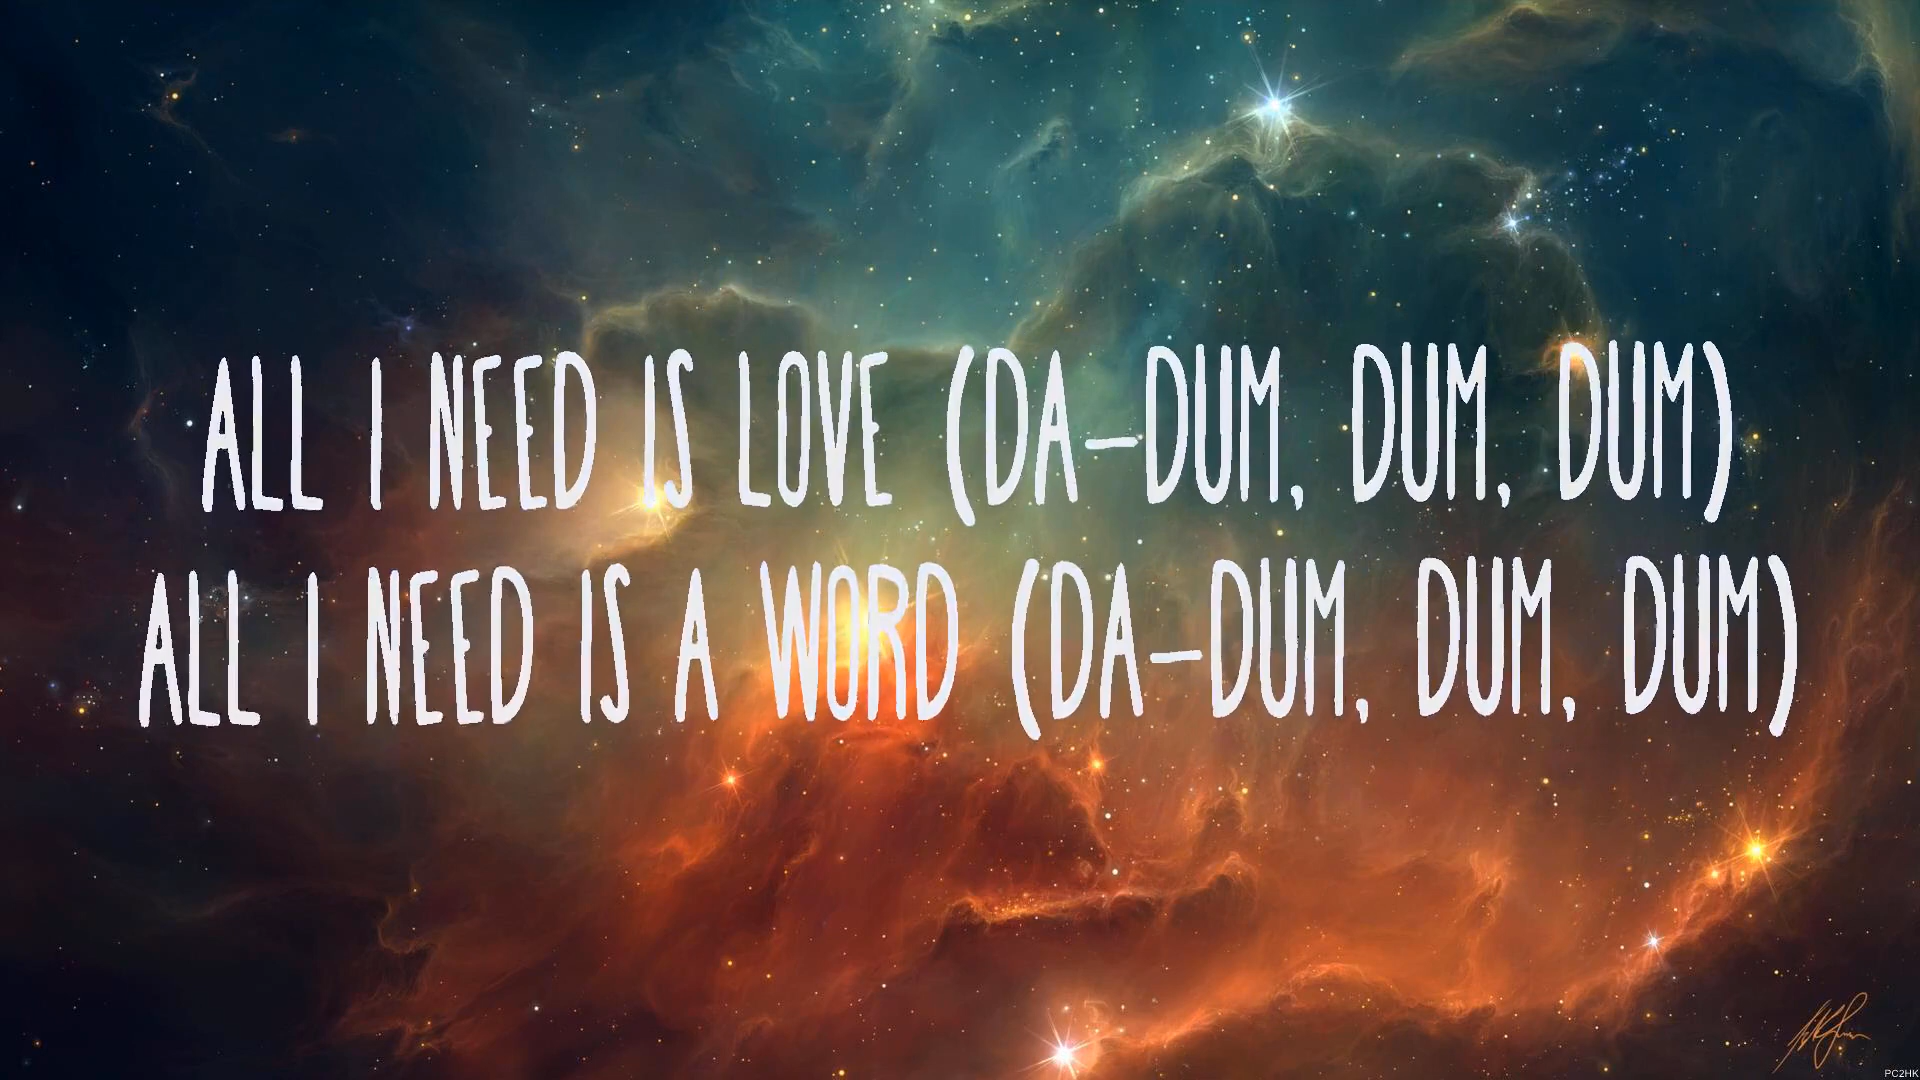 ALL I NEED IS LOVE (DA-DUM, DUM, DUM)
ALL I NEED IS A WORD (DA-DUM, DUM, DUM)
PC2HK